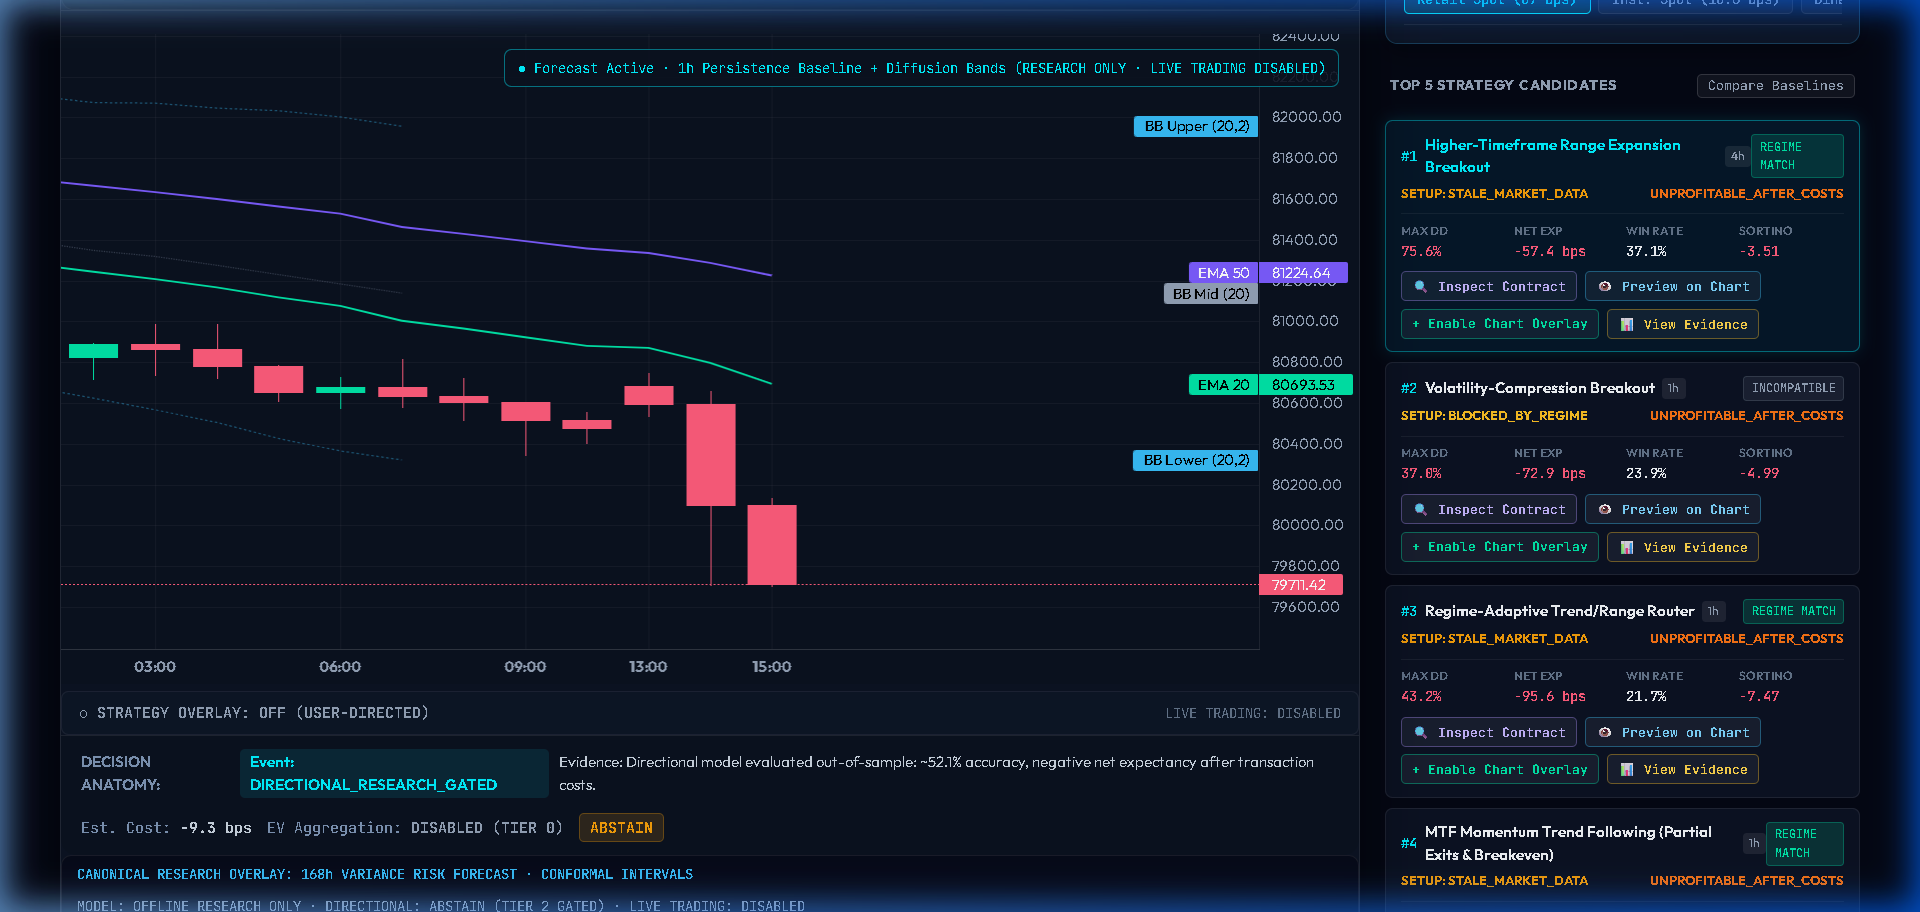 82400.00
● Forecast Active · 1h Persistence Baseline + Diffusion Bands (RESEARCH ONLY · LIVE TRADING DISABLED)
BB Upper (20,2)
82000.00
81800.00
81600.00
81400.00
EMA 50 81224.64
81200.00
BB Mid (20)
81000.00
80800.00
EMA 20 80693.53
80600.00
80400.00
BB Lower (20,2)
80200.00
80000.00
79800.00
79711.42
79600.00
03:00 06:00 09:00 13:00 15:00
○ STRATEGY OVERLAY: OFF (USER-DIRECTED) LIVE TRADING: DISABLED
DECISION ANATOMY:
Event:
DIRECTIONAL_RESEARCH_GATED
Evidence: Directional model evaluated out-of-sample: ~52.1% accuracy, negative net expectancy after transaction
costs.
Est. Cost: -9.3 bps EV Aggregation: DISABLED (TIER 0) ABSTAIN
CANONICAL RESEARCH OVERLAY: 168h VARIANCE RISK FORECAST · CONFORMAL INTERVALS
MODEL: OFFLINE RESEARCH ONLY · DIRECTIONAL: ABSTAIN (TIER 2 GATED) · LIVE TRADING: DISABLED
TOP 5 STRATEGY CANDIDATES Compare Baselines
#1 Higher-Timeframe Range Expansion
Breakout
4h REGIME
MATCH
SETUP: STALE_MARKET_DATA UNPROFITABLE_AFTER_COSTS
MAX DD NET EXP WIN RATE SORTINO
75.6% -57.4 bps 37.1% -3.51
Inspect Contract Preview on Chart
+ Enable Chart Overlay View Evidence
#2 Volatility-Compression Breakout 1h INCOMPATIBLE
SETUP: BLOCKED_BY_REGIME UNPROFITABLE_AFTER_COSTS
MAX DD NET EXP WIN RATE SORTINO
37.0% -72.9 bps 23.9% -4.99
Inspect Contract Preview on Chart
+ Enable Chart Overlay View Evidence
#3 Regime-Adaptive Trend/Range Router 1h REGIME MATCH
SETUP: STALE_MARKET_DATA UNPROFITABLE_AFTER_COSTS
MAX DD NET EXP WIN RATE SORTINO
43.2% -95.6 bps 21.7% -7.47
Inspect Contract Preview on Chart
+ Enable Chart Overlay View Evidence
#4 MTF Momentum Trend Following (Partial
Exits & Breakeven)
1h REGIME
MATCH
SETUP: STALE_MARKET_DATA UNPROFITABLE_AFTER_COSTS